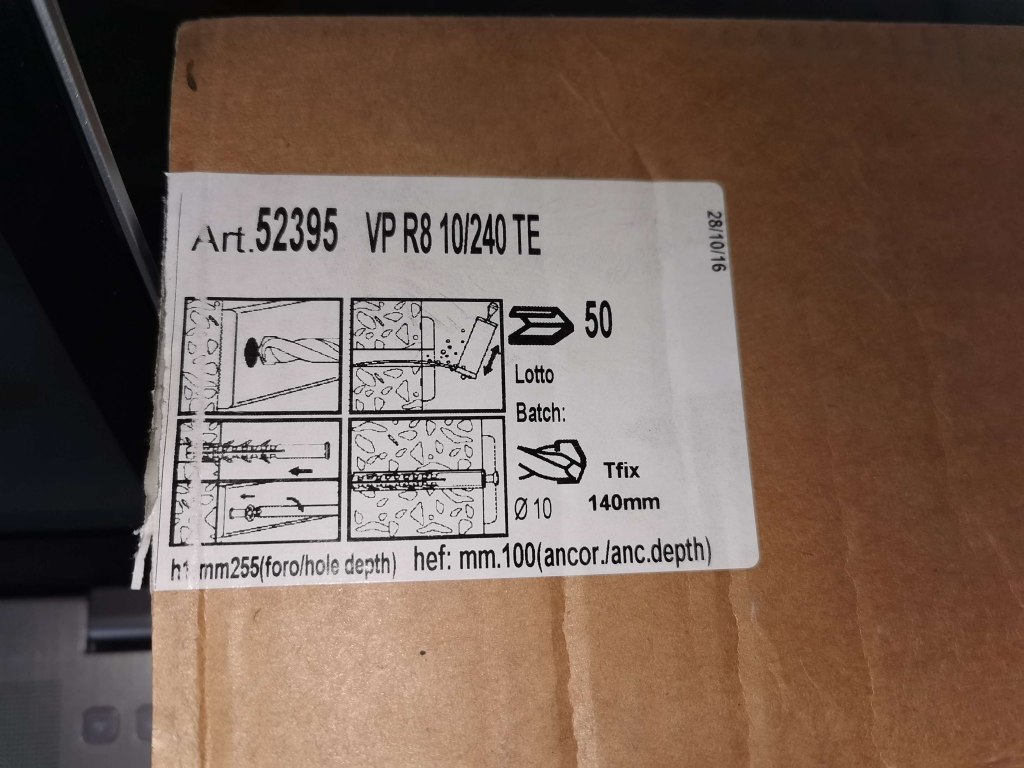 Art.52395 VP R8 10/240 TE
28/10/16
50
Lotto
Batch:
Tfix
Ø 10 140mm
h1 mm255(foro/hole depth) hef: mm.100(ancor./anc.depth)